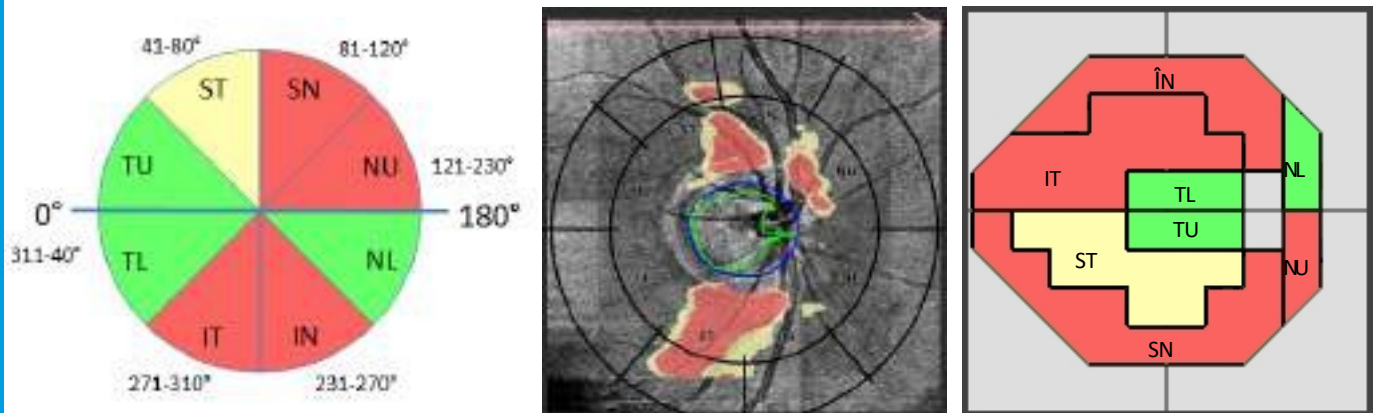 41-80°
81-120°
ST
SN
TU
NU
121-230°
0°
180°
311-40°
TL
NL
IT
IN
271-310°
231-270°
ÎN
IT
TL
NL
TU
ST
NU
SN